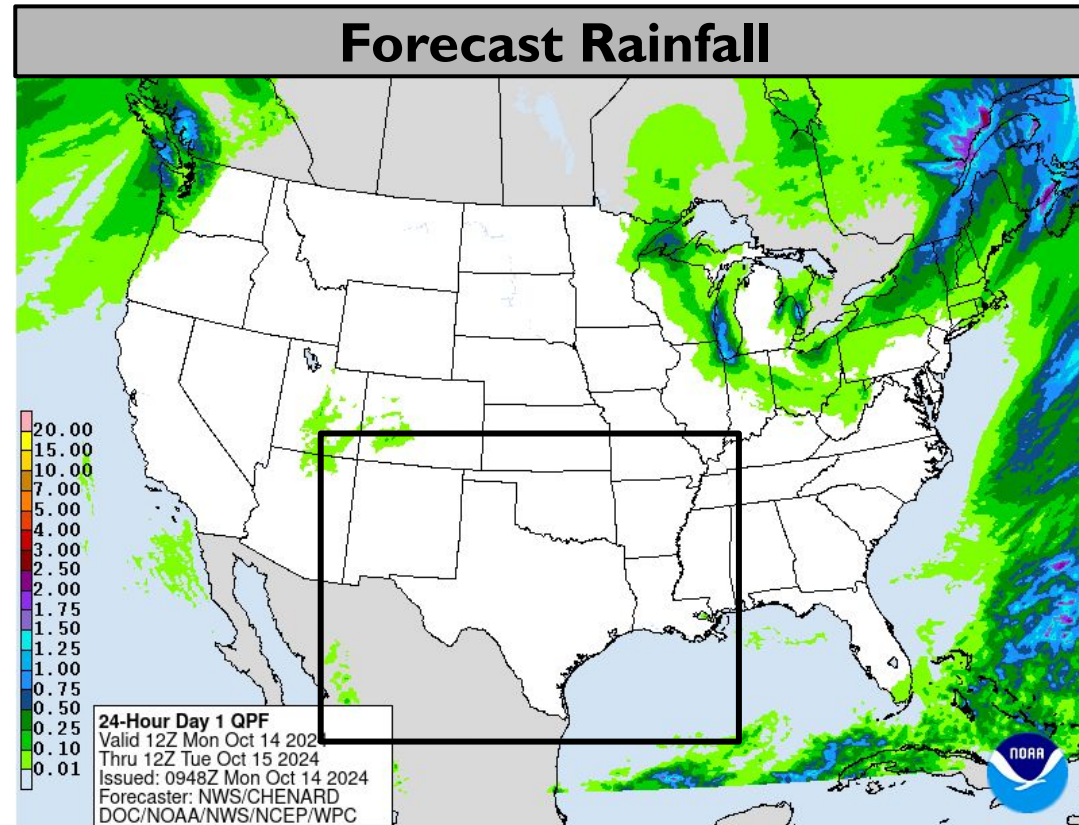 Forecast Rainfall
20.00
15.00
10.00
7.00
5.00
4.00
3.00
2.50
2.00
1.75
1.50
1.25
1.00
0.75
0.50
0.25
0.10
0.01
24-Hour Day 1 QPF
Valid 12Z Mon Oct 14 2024
Thru 12Z Tue Oct 15 2024
Issued: 0948Z Mon Oct 14 2024
Forecaster: NWS/CHENARD
DOC/NOAA/NWS/NCEP/WPC
NOAA